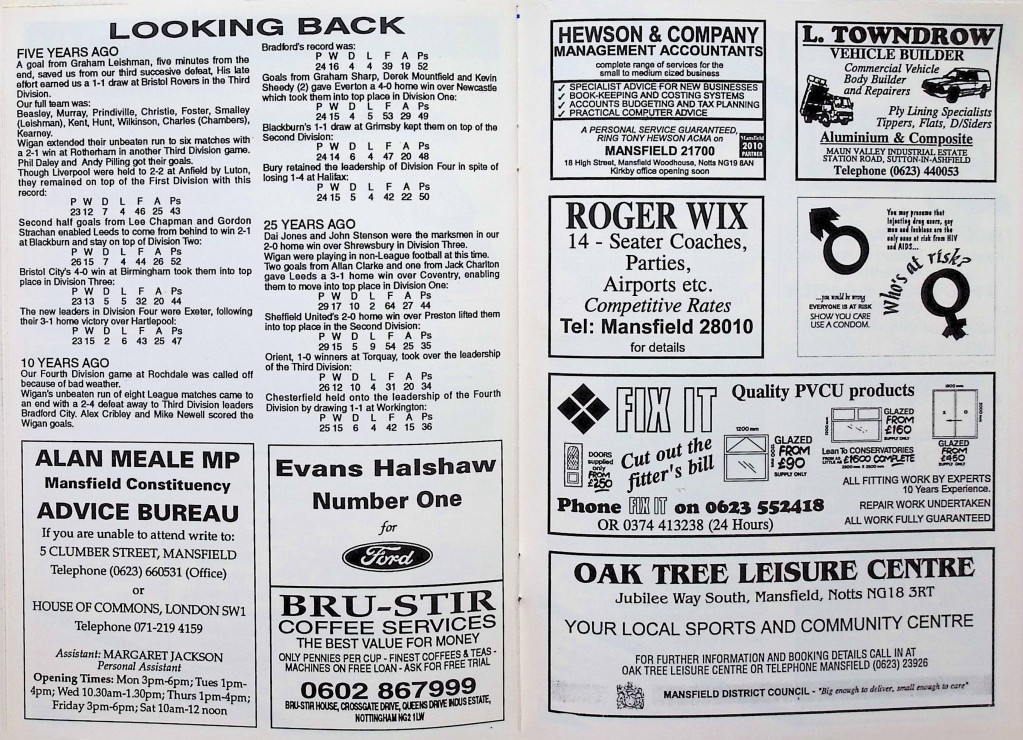 LOOKING BACK
FIVE YEARS AGO
A goal from Graham Leishman, five minutes from the
end, saved us from our third succesive defeat. His late
effort earned us a 1-1 draw at Bristol Rovers in the Third
Division.
Our full team was:
Beasley, Murray, Prindiville, Christie, Foster, Smalley
(Leishman), Kent, Hunt, Wilkinson, Charles (Chambers),
Kearney.
Wigan extended their unbeaten run to six matches with
a 2-1 win at Rotherham in another Third Division game.
Phil Daley and Andy Pilling got their goals.
Though Liverpool were held to 2-2 at Anfield by Luton,
they remained on top of the First Division with this
record:
P W D L F A Ps
23 12 7 4 46 25 43
Second half goals from Lee Chapman and Gordon
Strachan enabled Leeds to come from behind to win 2-1
at Blackburn and stay on top of Division Two:
P W D L F A Ps
26 15 7 4 44 26 52
Bristol City's 4-0 win at Birmingham took them into top
place in Division Three:
P W D L F A Ps
23 13 5 5 32 20 44
The new leaders in Division Four were Exeter, following
their 3-1 home victory over Hartlepool:
P W D L F A Ps
23 15 2 6 43 25 47
10 YEARS AGO
Our Fourth Division game at Rochdale was called off
because of bad weather.
Wigan's unbeaten run of eight League matches came to
an end with a 2-4 defeat away to Third Division leaders
Bradford City. Alex Cribley and Mike Newell scored the
Wigan goals.
Bradford's record was:
P W D L F A Ps
24 16 4 4 39 19 52
Goals from Graham Sharp, Derek Mountfield and Kevin
Sheedy (2) gave Everton a 4-0 home win over Newcastle
which took them into top place in Division One:
P W D L F A Ps
24 15 4 5 53 29 49
Blackburn's 1-1 draw at Grimsby kept them on top of the
Second Division:
P W D L F A Ps
24 14 6 4 47 20 48
Bury retained the leadership of Division Four in spite of
losing 1-4 at Halifax:
P W D L F A Ps
24 15 5 4 42 22 50
25 YEARS AGO
Dai Jones and John Stenson were the marksmen in our
2-0 home win over Shrewsbury in Division Three.
Wigan were playing in non-League football at this time.
Two goals from Allan Clarke and one from Jack Charlton
gave Leeds a 3-1 home win over Coventry, enabling
them to move into top place in Division One:
P W D L F A Ps
29 17 10 2 64 27 44
Sheffield United's 2-0 home win over Preston lifted them
into top place in the Second Division:
P W D L F A Ps
29 15 5 9 54 25 35
Orient, 1-0 winners at Torquay, took over the leadership
of the Third Division:
P W D L F A Ps
26 12 10 4 31 20 34
Chesterfield held onto the leadership of the Fourth
Division by drawing 1-1 at Workington:
P W D L F A Ps
25 15 6 4 42 15 36
ALAN MEALE MP
Mansfield Constituency
ADVICE BUREAU
If you are unable to attend write to:
5 CLUMBER STREET, MANSFIELD
Telephone (0623) 660531 (Office)
or
HOUSE OF COMMONS, LONDON SW1
Telephone 071-219 4159
Assistant: MARGARET JACKSON
Personal Assistant
Opening Times: Mon 3pm-6pm; Tues 1pm-
4pm; Wed 10.30am-1.30pm; Thurs 1pm-4pm;
Friday 3pm-6pm; Sat 10am-12 noon
Evans Halshaw
Number One
for
Ford
BRU-STIR
COFFEE SERVICES
THE BEST VALUE FOR MONEY
ONLY PENNIES PER CUP - FINEST COFFEES & TEAS -
MACHINES ON FREE LOAN - ASK FOR FREE TRIAL
0602 867999
BRU-STIR HOUSE, CROSSGATE DRIVE, QUEENS DRIVE INDUS ESTATE,
NOTTINGHAM NG2 1LW
HEWSON & COMPANY
MANAGEMENT ACCOUNTANTS
complete range of services for the
small to medium cized business
✓ SPECIALIST ADVICE FOR NEW BUSINESSES
✓ BOOK-KEEPING AND COSTING SYSTEMS
✓ ACCOUNTS BUDGETING AND TAX PLANNING
✓ PRACTICAL COMPUTER ADVICE
A PERSONAL SERVICE GUARANTEED,
RING TONY HEWSON ACMA on
MANSFIELD 21700
Mansfield
2010
PARTNER
18 High Street, Mansfield Woodhouse, Notts NG19 8AN
Kirkby office opening soon
L. TOWNDROW
VEHICLE BUILDER
Commercial Vehicle
Body Builder
and Repairers
Ply Lining Specialists
Tippers, Flats, D/Siders
Aluminium & Composite
MAUN VALLEY INDUSTRIAL ESTATE
STATION ROAD, SUTTON-IN-ASHFIELD
Telephone (0623) 440053
ROGER WIX
14 - Seater Coaches,
Parties,
Airports etc.
Competitive Rates
Tel: Mansfield 28010
for details
You may presume that
injecting drug users, gay
men and lesbians are the
only ones at risk from HIV
and AIDS...
Who's at risk?
...you would be wrong
EVERYONE IS AT RISK
SHOW YOU CARE
USE A CONDOM.
FIX IT
Quality PVCU products
DOORS
supplied
only
FROM
£250
Cut out the
fitter's bill
1200 mm
GLAZED
FROM
£90
SUPPLY ONLY
GLAZED
FROM
£160
SUPPLY ONLY
Lean To CONSERVATORIES
FROM AS LITTLE AS £1600 COMPLETE
GLAZED
FROM
£450
SUPPLY ONLY
Phone FIX IT on 0623 552418
OR 0374 413238 (24 Hours)
ALL FITTING WORK BY EXPERTS
10 Years Experience.
REPAIR WORK UNDERTAKEN
ALL WORK FULLY GUARANTEED
OAK TREE LEISURE CENTRE
Jubilee Way South, Mansfield, Notts NG18 3RT
YOUR LOCAL SPORTS AND COMMUNITY CENTRE
FOR FURTHER INFORMATION AND BOOKING DETAILS CALL IN AT
OAK TREE LEISURE CENTRE OR TELEPHONE MANSFIELD (0623) 23926
MANSFIELD DISTRICT COUNCIL - "Big enough to deliver, small enough to care"